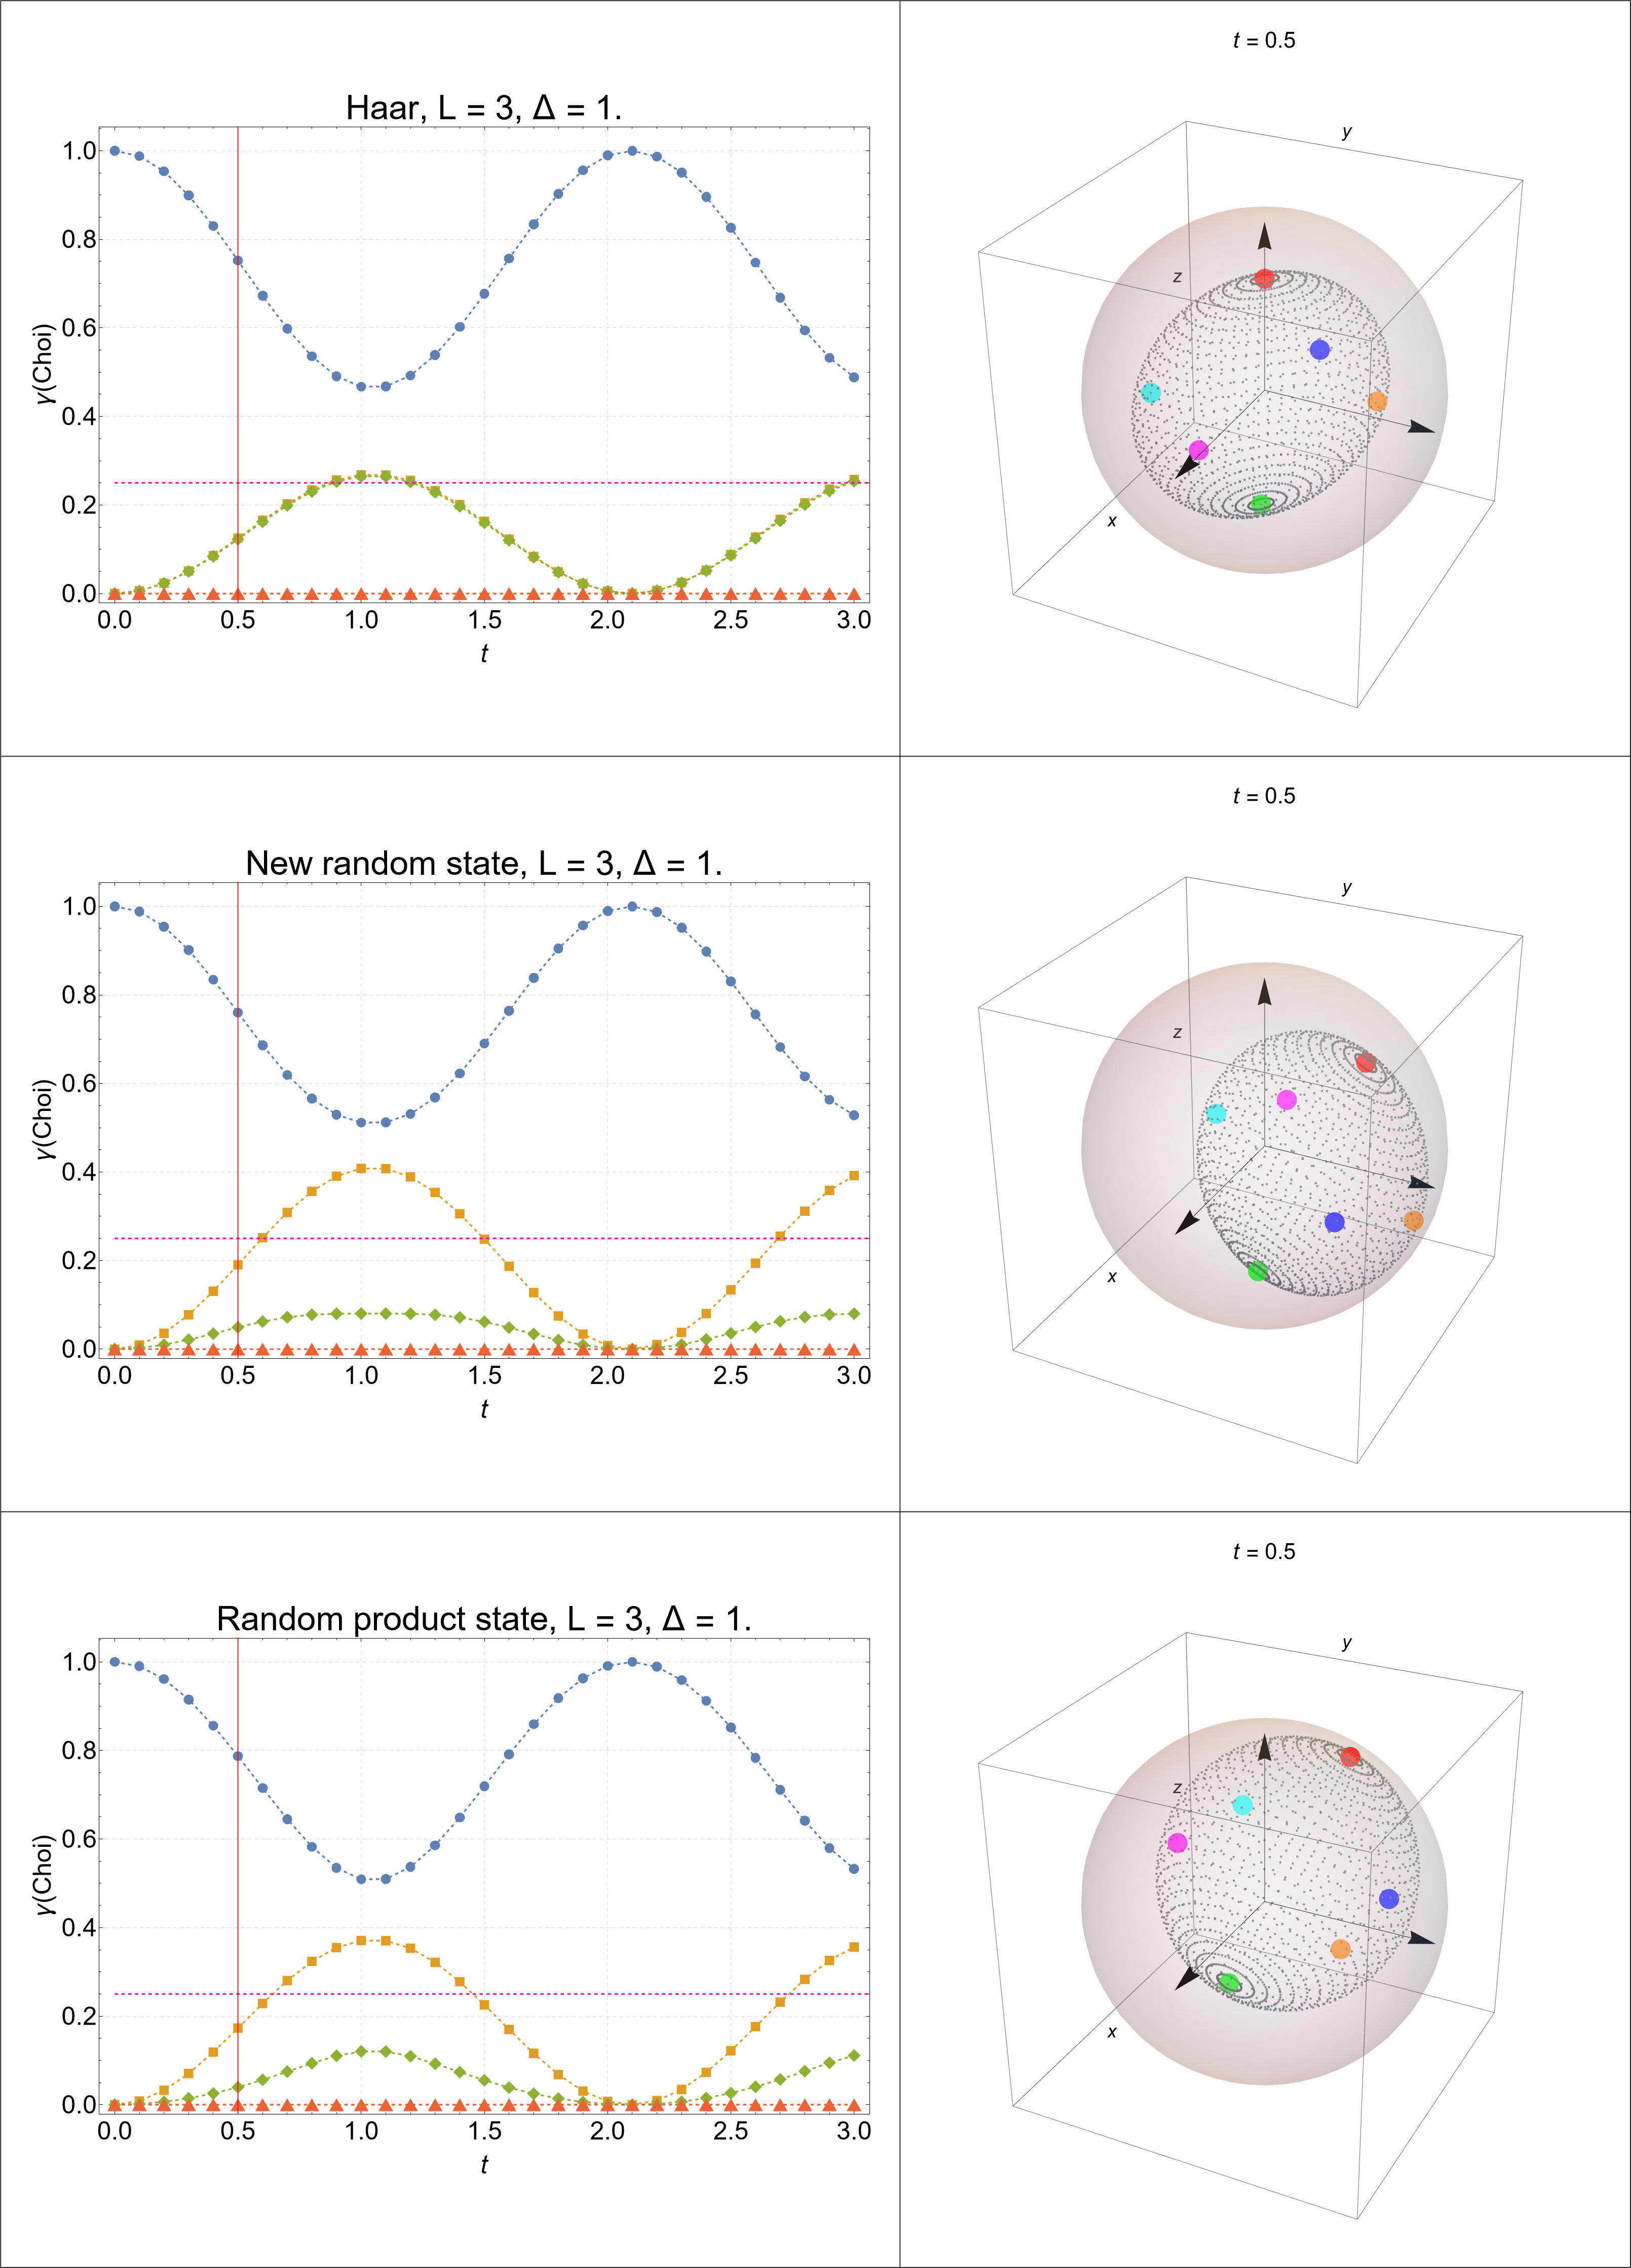 Haar, L = 3, Δ = 1.
γ(Choi)
1.0
0.8
0.6
0.4
0.2
0.0
0.0 0.5 1.0 1.5 2.0 2.5 3.0
t
t = 0.5
y
z
x
New random state, L = 3, Δ = 1.
γ(Choi)
1.0
0.8
0.6
0.4
0.2
0.0
0.0 0.5 1.0 1.5 2.0 2.5 3.0
t
t = 0.5
y
z
x
Random product state, L = 3, Δ = 1.
γ(Choi)
1.0
0.8
0.6
0.4
0.2
0.0
0.0 0.5 1.0 1.5 2.0 2.5 3.0
t
t = 0.5
y
z
x